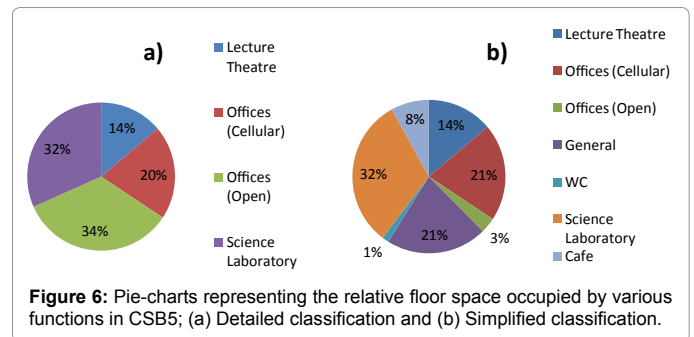 a)
Lecture
Theatre
Offices
(Cellular)
Offices
(Open)
Science
Laboratory
14%
20%
34%
32%
b)
Lecture Theatre
Offices (Cellular)
Offices (Open)
General
WC
Science
Laboratory
Cafe
14%
21%
3%
21%
1%
32%
8%
Figure 6: Pie-charts representing the relative floor space occupied by various
functions in CSB5; (a) Detailed classification and (b) Simplified classification.